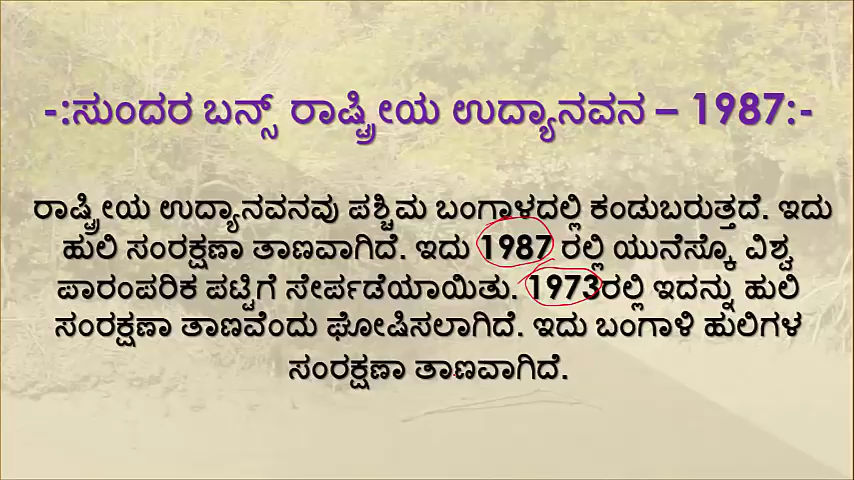 -:ಸುಂದರ ಬನ್ಸ್ ರಾಷ್ಟ್ರೀಯ ಉದ್ಯಾನವನ – 1987:-
ರಾಷ್ಟ್ರೀಯ ಉದ್ಯಾನವನವು ಪಶ್ಚಿಮ ಬಂಗಾಳದಲ್ಲಿ ಕಂಡುಬರುತ್ತದೆ. ಇದು
ಹುಲಿ ಸಂರಕ್ಷಣಾ ತಾಣವಾಗಿದೆ. ಇದು 1987 ರಲ್ಲಿ ಯುನೆಸ್ಕೊ ವಿಶ್ವ
ಪಾರಂಪರಿಕ ಪಟ್ಟಿಗೆ ಸೇರ್ಪಡೆಯಾಯಿತು. 1973ರಲ್ಲಿ ಇದನ್ನು ಹುಲಿ
ಸಂರಕ್ಷಣಾ ತಾಣವೆಂದು ಘೋಷಿಸಲಾಗಿದೆ. ಇದು ಬಂಗಾಳಿ ಹುಲಿಗಳ
ಸಂರಕ್ಷಣಾ ತಾಣವಾಗಿದೆ.